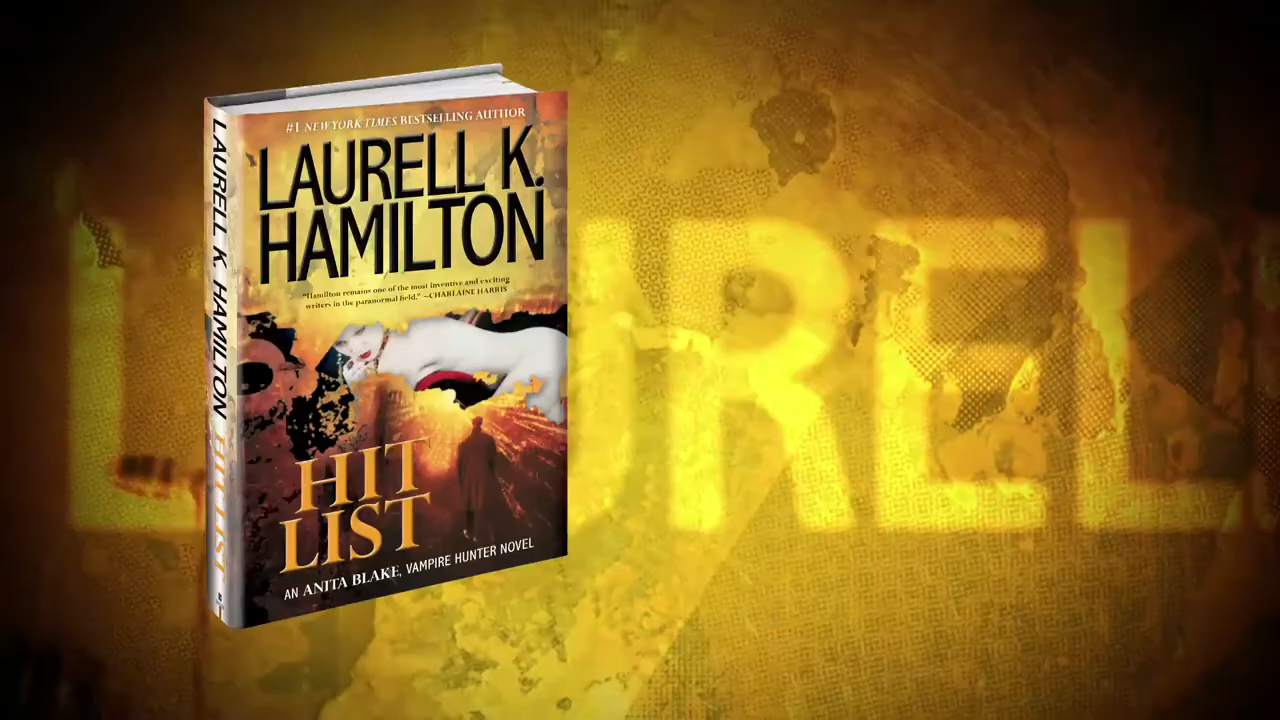 #1 NEW YORK TIMES BESTSELLING AUTHOR
LAURELL K.
HAMILTON
"Hamilton remains one of the most inventive and exciting
writers in the paranormal field." —CHARLAINE HARRIS
HIT
LIST
AN ANITA BLAKE, VAMPIRE HUNTER NOVEL
LAURELL K. HAMILTON HIT LIST
LAUREL